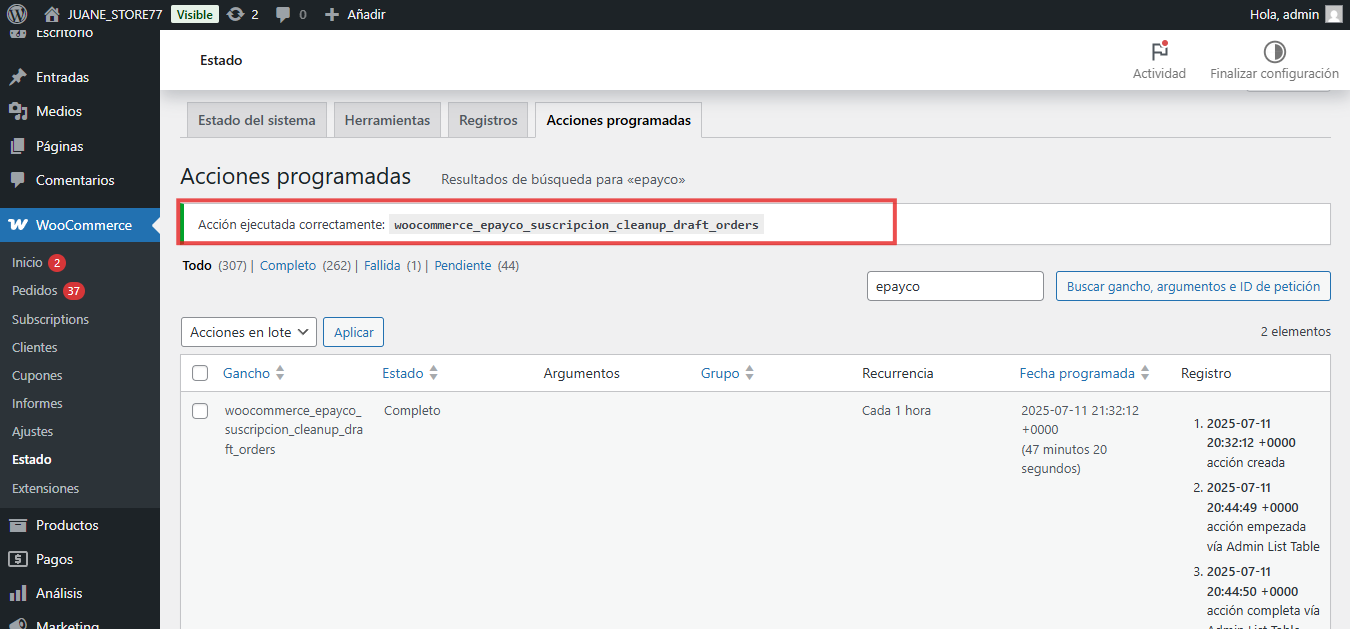 JUANE_STORE77 Visible 2 0 Añadir Hola, admin
Escritorio
Entradas
Medios
Páginas
Comentarios
WooCommerce
Inicio 2
Pedidos 37
Subscriptions
Clientes
Cupones
Informes
Ajustes
Estado
Extensiones
Productos
Pagos
Análisis
Marketing
Estado
Actividad
Finalizar configuración
Estado del sistema Herramientas Registros Acciones programadas
Acciones programadas Resultados de búsqueda para «epayco»
Acción ejecutada correctamente: woocommerce_epayco_suscripcion_cleanup_draft_orders
Todo (307) | Completo (262) | Fallida (1) | Pendiente (44)
epayco Buscar gancho, argumentos e ID de petición
Acciones en lote Aplicar 2 elementos
Gancho Estado Argumentos Grupo Recurrencia Fecha programada Registro
woocommerce_epayco_
suscripcion_cleanup_dra
ft_orders
Completo
Cada 1 hora
2025-07-11 21:32:12
+0000
(47 minutos 20
segundos)
1. 2025-07-11
20:32:12 +0000
acción creada
2. 2025-07-11
20:44:49 +0000
acción empezada
vía Admin List Table
3. 2025-07-11
20:44:50 +0000
acción completa vía
Admin List Table